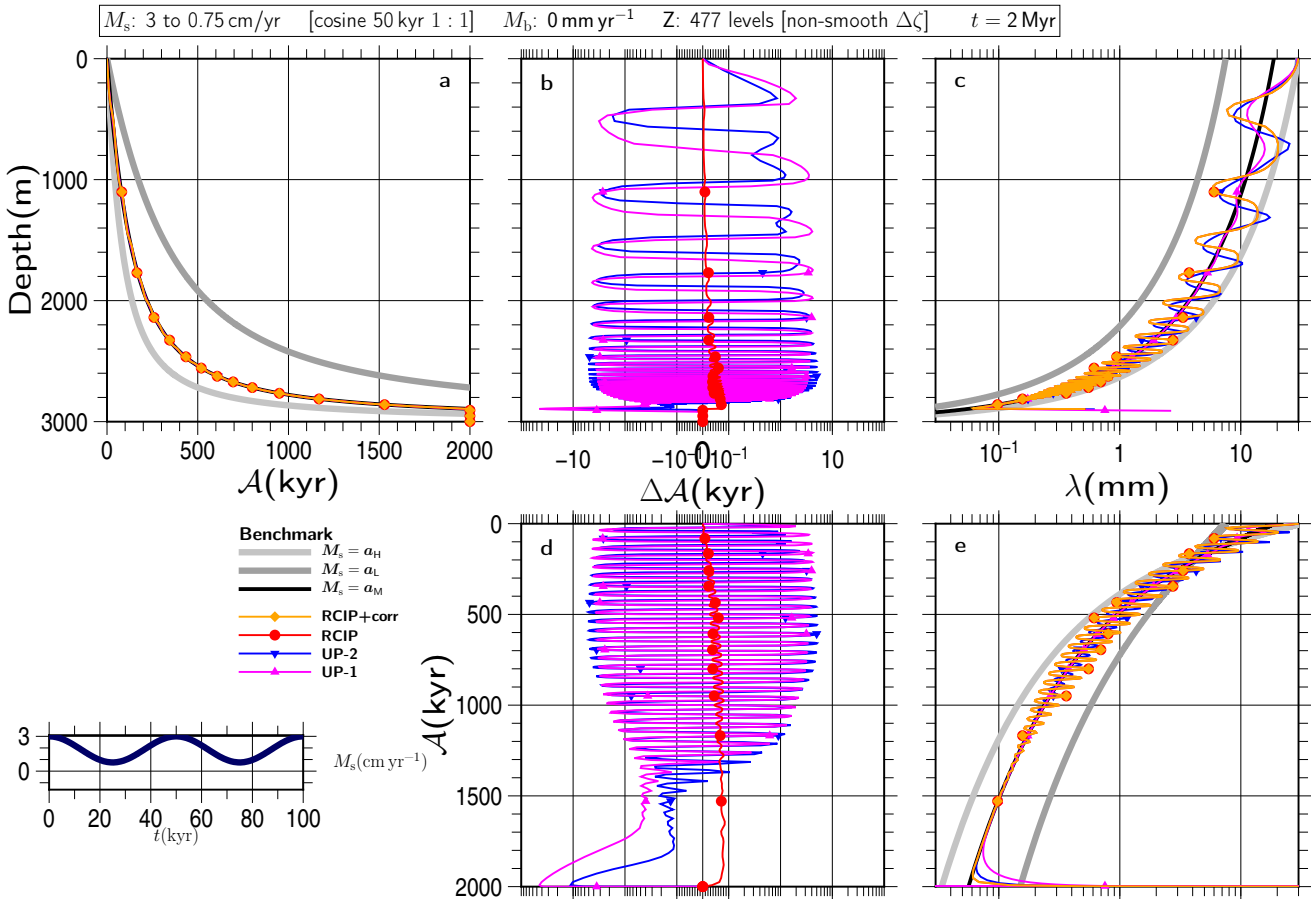 Mₛ: 3 to 0.75 cm/yr [cosine 50 kyr 1 : 1] M_b: 0 mm yr⁻¹ Z: 477 levels [non-smooth Δζ] t = 2 Myr
a b c
Depth(m)
0
1000
2000
3000
0 500 1000 1500 2000
𝒜(kyr)
−10 −10⁻¹ 0 10⁻¹ 10
Δ𝒜(kyr)
10⁻¹ 1 10
λ(mm)
Benchmark
Mₛ = a_H
Mₛ = a_L
Mₛ = a_M
RCIP+corr
RCIP
UP-2
UP-1
3
0
Mₛ(cm yr⁻¹)
0 20 40 60 80 100
t(kyr)
d e
𝒜(kyr)
0
500
1000
1500
2000